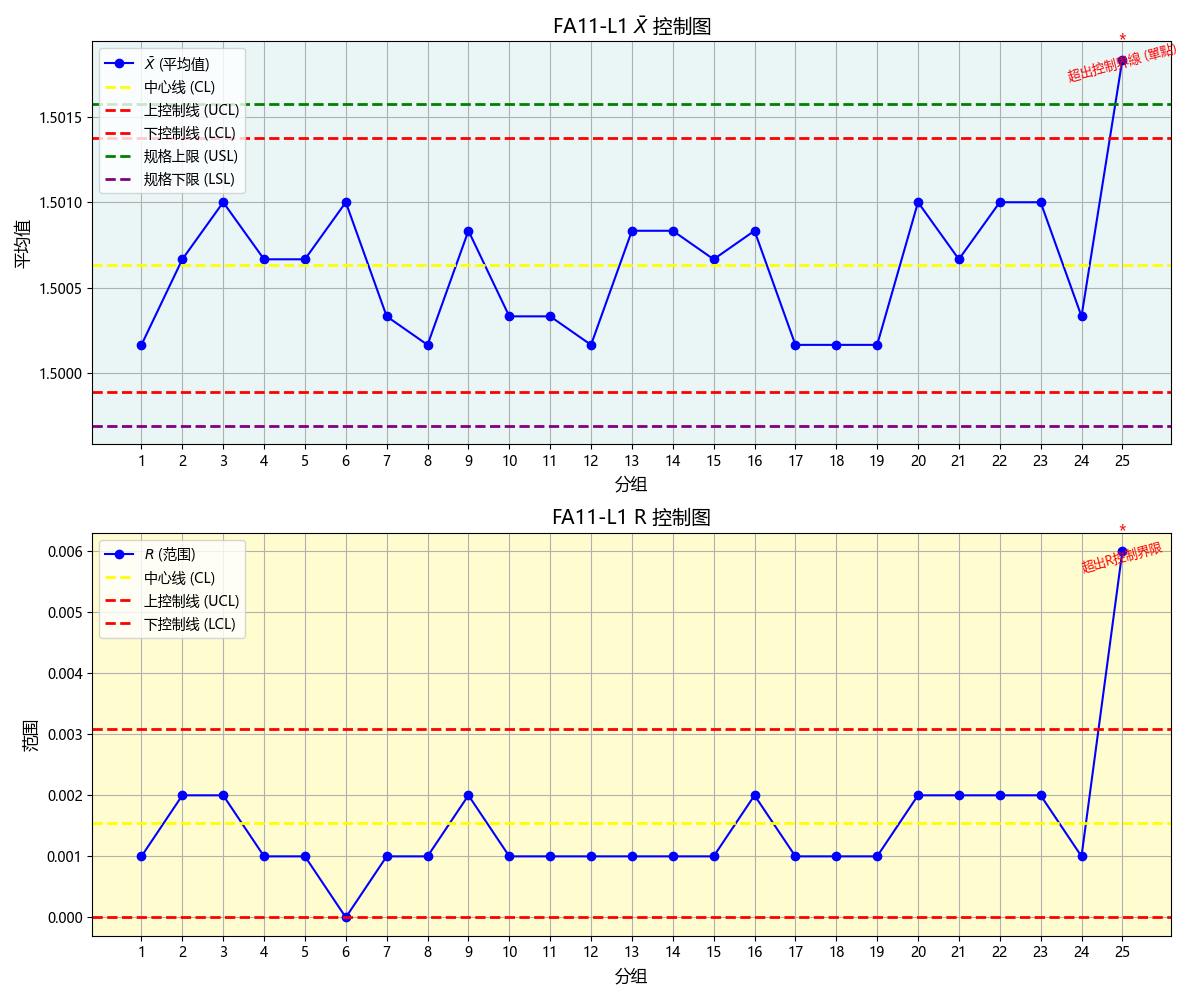 FA11-L1 X̄ 控制图
*
超出控制界線 (單點)
X̄ (平均值)
中心线 (CL)
上控制线 (UCL)
下控制线 (LCL)
规格上限 (USL)
规格下限 (LSL)
平均值
1.5015
1.5010
1.5005
1.5000
1 2 3 4 5 6 7 8 9 10 11 12 13 14 15 16 17 18 19 20 21 22 23 24 25
分组
FA11-L1 R 控制图
*
超出R控制界限
R (范围)
中心线 (CL)
上控制线 (UCL)
下控制线 (LCL)
范围
0.006
0.005
0.004
0.003
0.002
0.001
0.000
1 2 3 4 5 6 7 8 9 10 11 12 13 14 15 16 17 18 19 20 21 22 23 24 25
分组